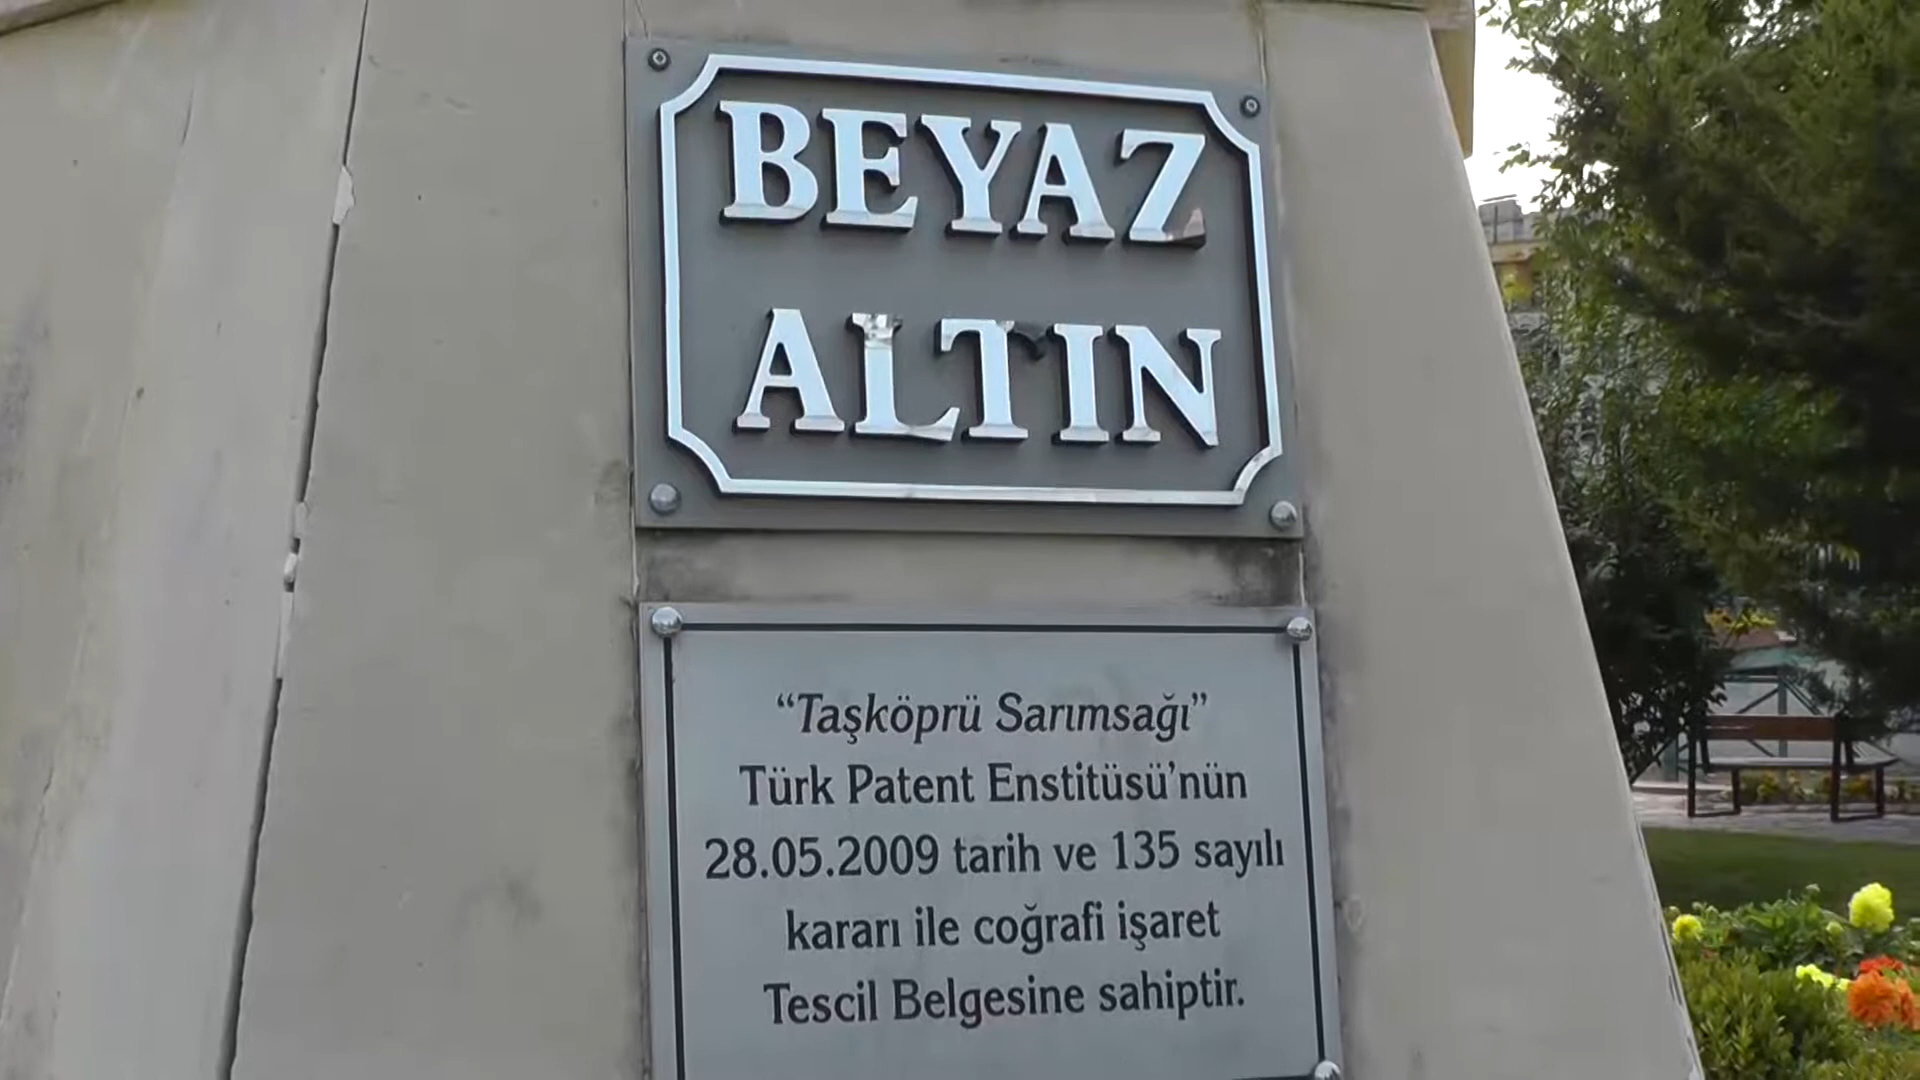 BEYAZ
ALTIN
“Taşköprü Sarımsağı”
Türk Patent Enstitüsü’nün
28.05.2009 tarih ve 135 sayılı
kararı ile coğrafi işaret
Tescil Belgesine sahiptir.